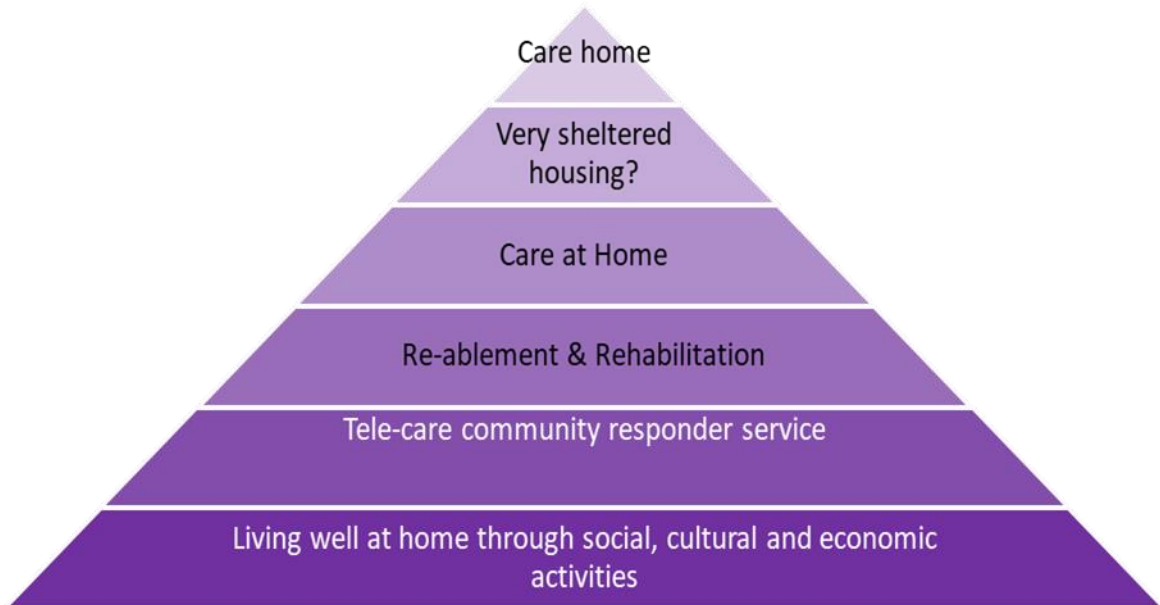 Care home
Very sheltered
housing?
Care at Home
Re-ablement & Rehabilitation
Tele-care community responder service
Living well at home through social, cultural and economic
activities